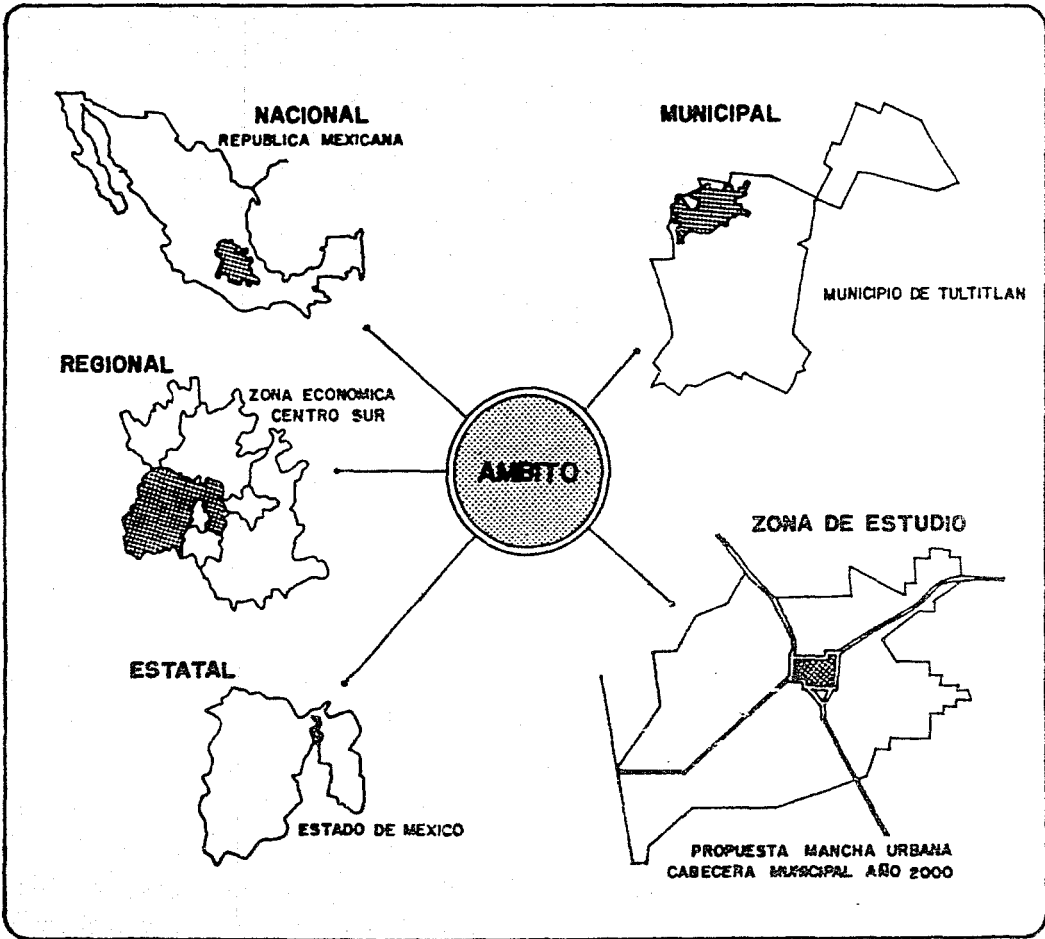 NACIONAL
REPUBLICA MEXICANA
MUNICIPAL
MUNICIPIO DE TULTITLAN
REGIONAL
ZONA ECONOMICA
CENTRO SUR
AMBITO
ZONA DE ESTUDIO
ESTATAL
ESTADO DE MEXICO
PROPUESTA MANCHA URBANA
CABECERA MUNICIPAL AÑO 2000